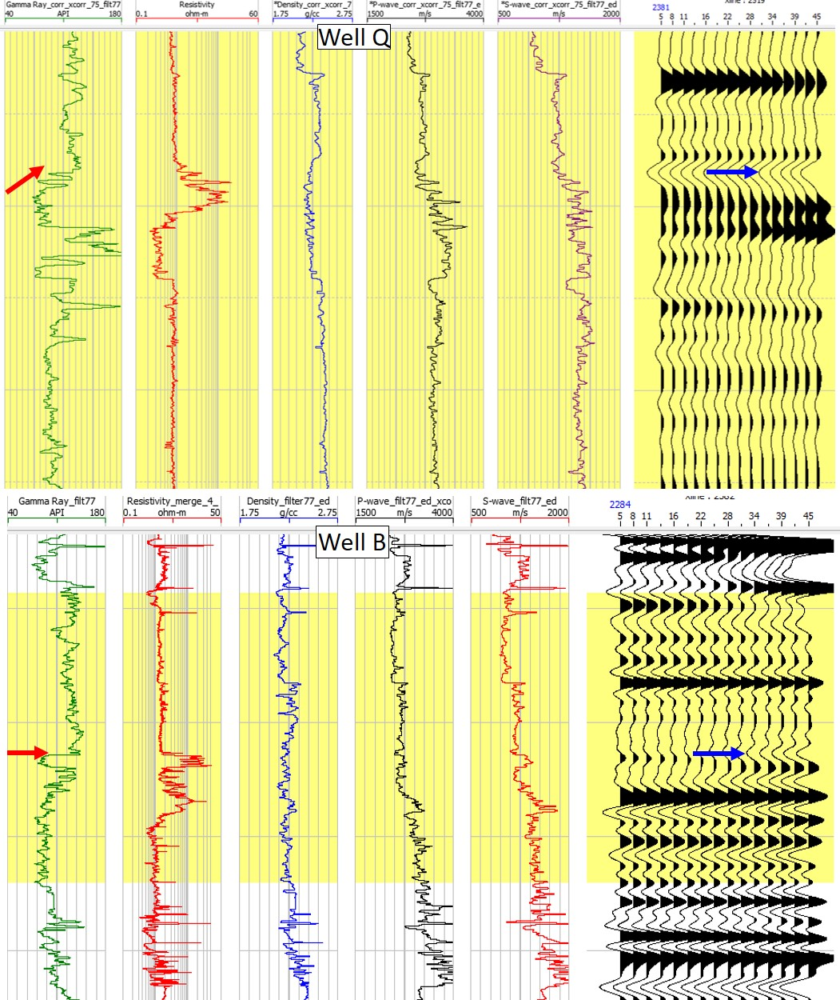 Gamma Ray_corr_xcorr_75_filt77
Resistivity
*Density_corr_xcorr_7
*P-wave_corr_xcorr_75_filt77_e
*S-wave_corr_xcorr_75_filt77_ed
2381
40 API 180
0.1 ohm-m 60
1.75 g/cc 2.75
1500 m/s 4000
500 m/s 2000
5 8 11 16 22 28 34 39 45
Well Q
Gamma Ray_filt77
Resistivity_merge_4_
Density_filter77_ed
P-wave_filt77_ed_xco
S-wave_filt77_ed
2284
40 API 180
0.1 ohm-m 50
1.75 g/cc 2.75
1500 m/s 4000
500 m/s 2000
5 8 11 16 22 28 34 39 45
Well B